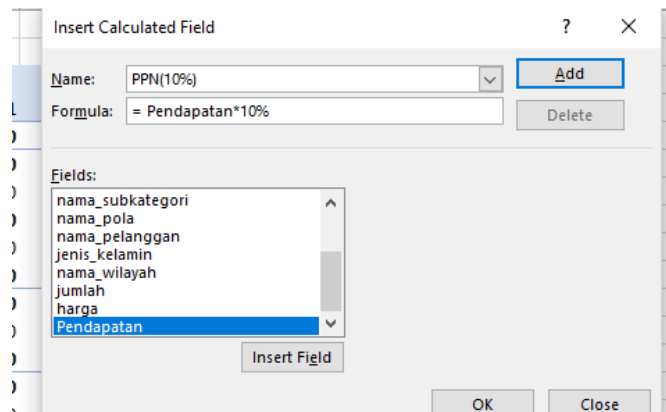 Insert Calculated Field ? ×
Name: PPN(10%) Add
Formula: = Pendapatan*10% Delete
Fields:
nama_subkategori
nama_pola
nama_pelanggan
jenis_kelamin
nama_wilayah
jumlah
harga
Pendapatan
Insert Field
OK Close